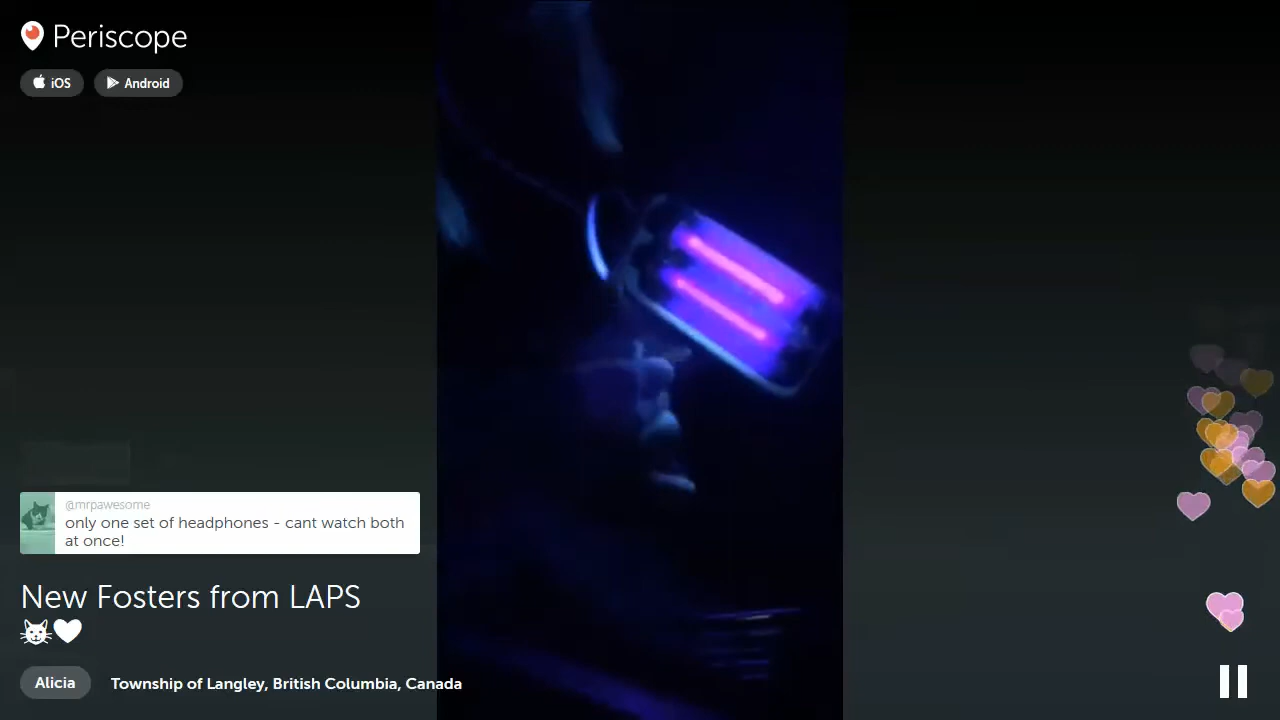 Periscope
iOS
Android
@mrpawesome
only one set of headphones - cant watch both
at once!
New Fosters from LAPS
Alicia
Township of Langley, British Columbia, Canada